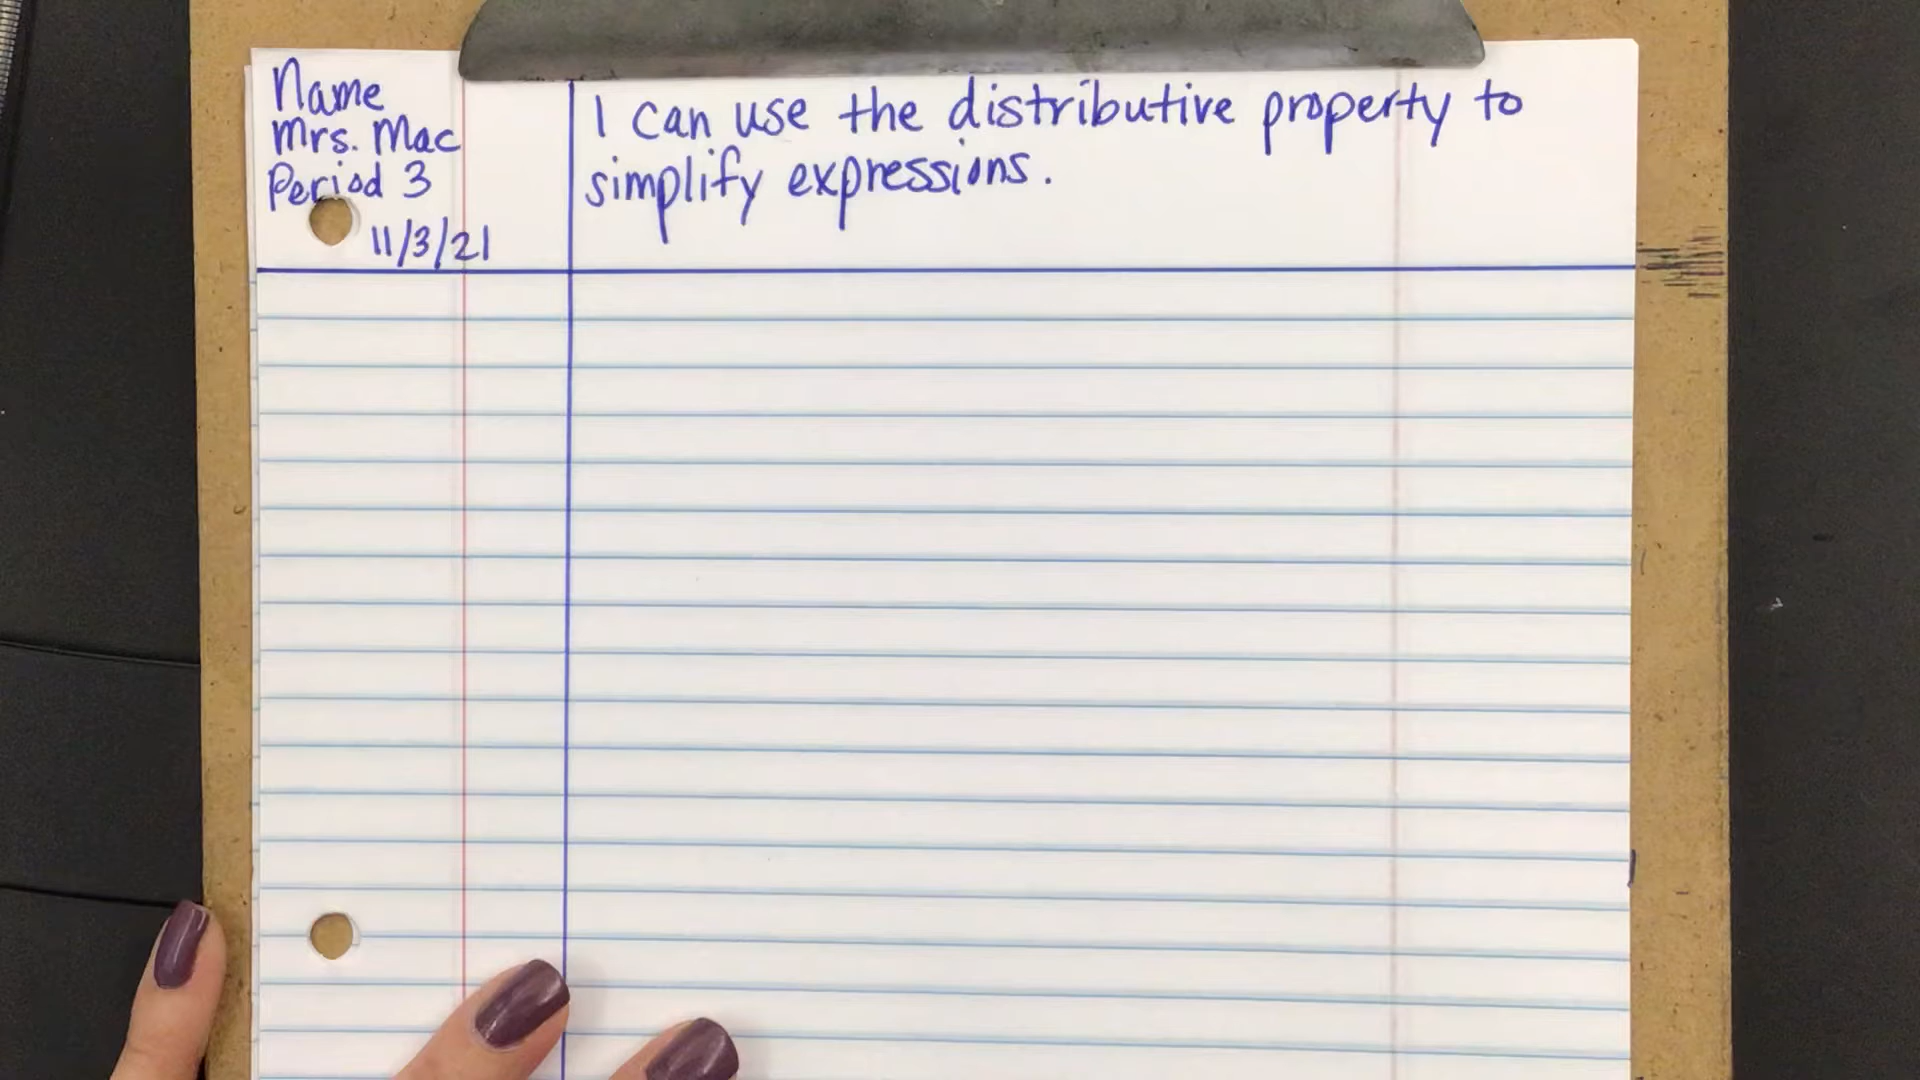 Name
Mrs. Mac
Period 3
11/3/21
I can use the distributive property to
simplify expressions.